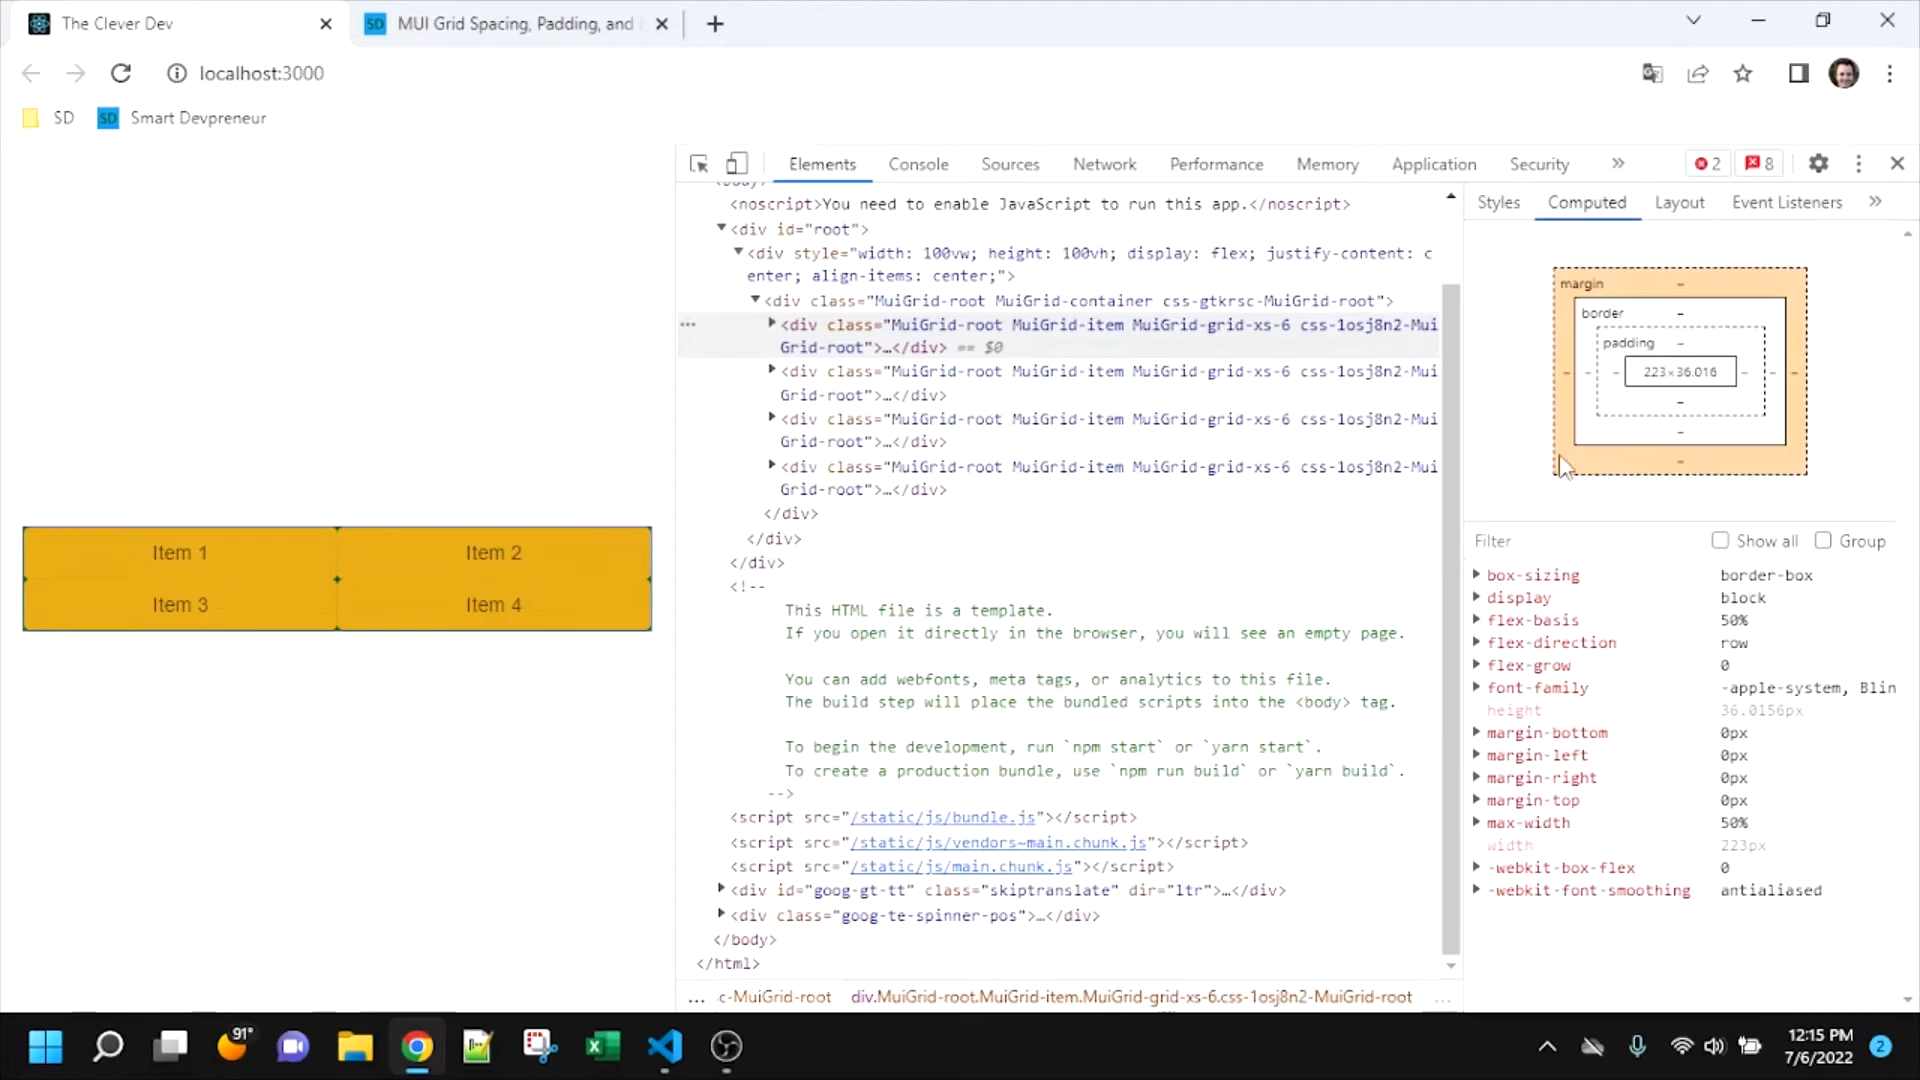 The Clever Dev
SD MUI Grid Spacing, Padding, and
localhost:3000
SD
SD Smart Devpreneur
Elements Console Sources Network Performance Memory Application Security » 2 8
Styles Computed Layout Event Listeners »
<noscript>You need to enable JavaScript to run this app.</noscript>
<div id="root">
<div style="width: 100vw; height: 100vh; display: flex; justify-content: c
enter; align-items: center;">
<div class="MuiGrid-root MuiGrid-container css-gtkrsc-MuiGrid-root">
… <div class="MuiGrid-root MuiGrid-item MuiGrid-grid-xs-6 css-1osj8n2-Mui
Grid-root">…</div> == $0
<div class="MuiGrid-root MuiGrid-item MuiGrid-grid-xs-6 css-1osj8n2-Mui
Grid-root">…</div>
<div class="MuiGrid-root MuiGrid-item MuiGrid-grid-xs-6 css-1osj8n2-Mui
Grid-root">…</div>
<div class="MuiGrid-root MuiGrid-item MuiGrid-grid-xs-6 css-1osj8n2-Mui
Grid-root">…</div>
</div>
</div>
</div>
<!--
This HTML file is a template.
If you open it directly in the browser, you will see an empty page.
You can add webfonts, meta tags, or analytics to this file.
The build step will place the bundled scripts into the <body> tag.
To begin the development, run `npm start` or `yarn start`.
To create a production bundle, use `npm run build` or `yarn build`.
-->
<script src="/static/js/bundle.js"></script>
<script src="/static/js/vendors~main.chunk.js"></script>
<script src="/static/js/main.chunk.js"></script>
<div id="goog-gt-tt" class="skiptranslate" dir="ltr">…</div>
<div class="goog-te-spinner-pos">…</div>
</body>
</html>
... c-MuiGrid-root div.MuiGrid-root.MuiGrid-item.MuiGrid-grid-xs-6.css-1osj8n2-MuiGrid-root ...
Item 1 Item 2
Item 3 Item 4
margin –
border –
padding –
– – – 223×36.016 – – –
–
–
–
Filter Show all Group
box-sizing border-box
display block
flex-basis 50%
flex-direction row
flex-grow 0
font-family -apple-system, Blin
height 36.0156px
margin-bottom 0px
margin-left 0px
margin-right 0px
margin-top 0px
max-width 50%
width 223px
-webkit-box-flex 0
-webkit-font-smoothing antialiased
91°
12:15 PM
7/6/2022
2